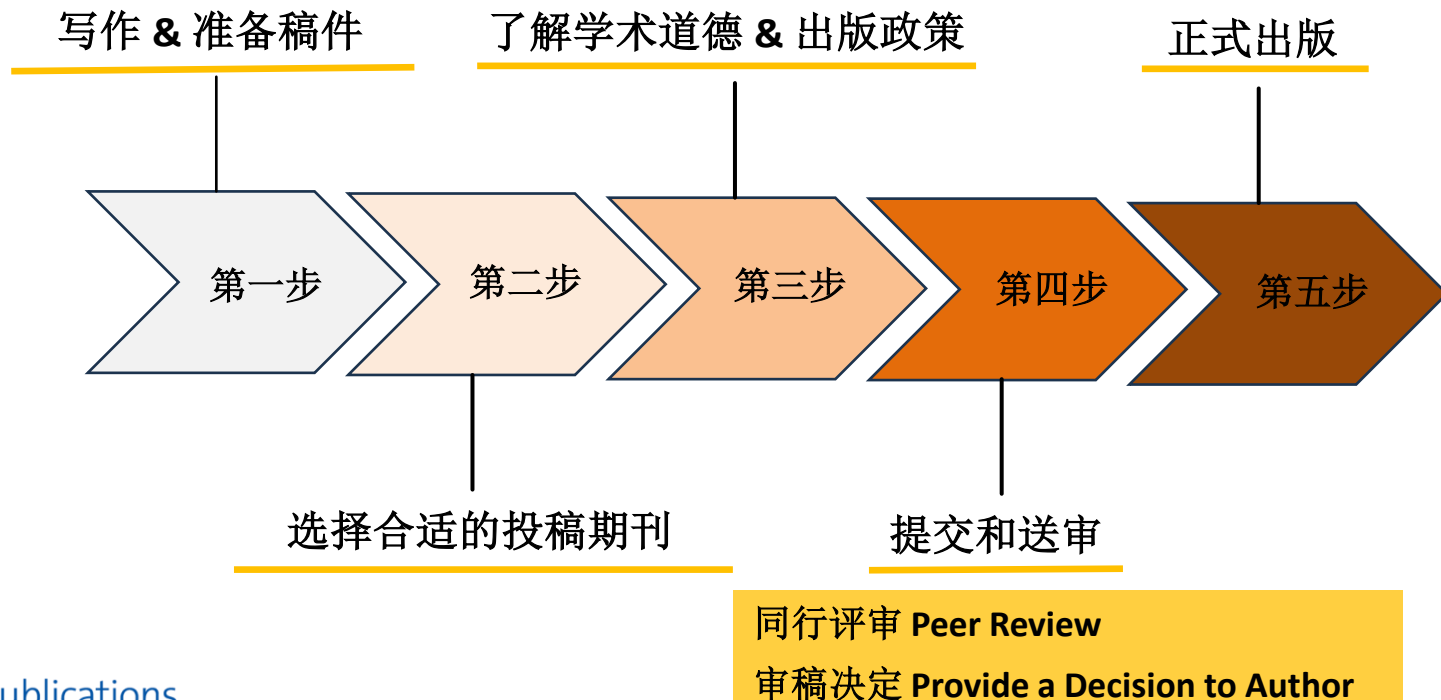 写作 & 准备稿件
了解学术道德 & 出版政策
正式出版
第一步
第二步
第三步
第四步
第五步
选择合适的投稿期刊
提交和送审
同行评审 Peer Review
审稿决定 Provide a Decision to Author
ublications